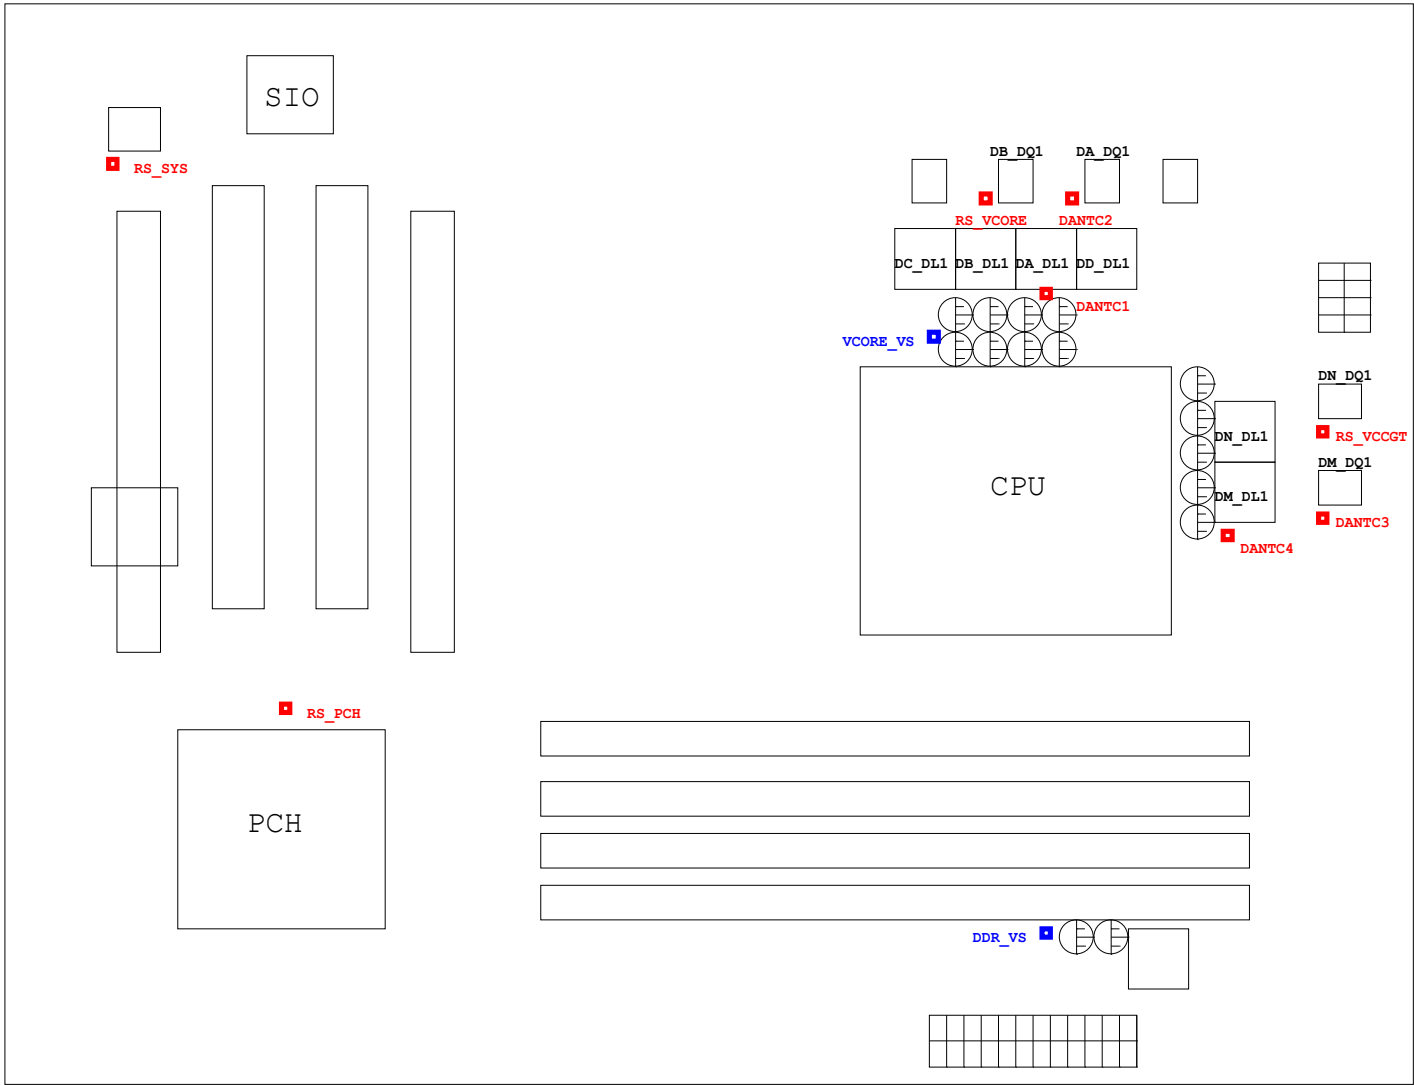 SIO
DB_DQ1
DA_DQ1
RS_SYS
RS_VCORE
DANTC2
DC_DL1
DB_DL1
DA_DL1
DD_DL1
DANTC1
VCORE_VS
DN_DQ1
DN_DL1
RS_VCCGT
DM_DQ1
CPU
DM_DL1
DANTC3
DANTC4
RS_PCH
PCH
DDR_VS